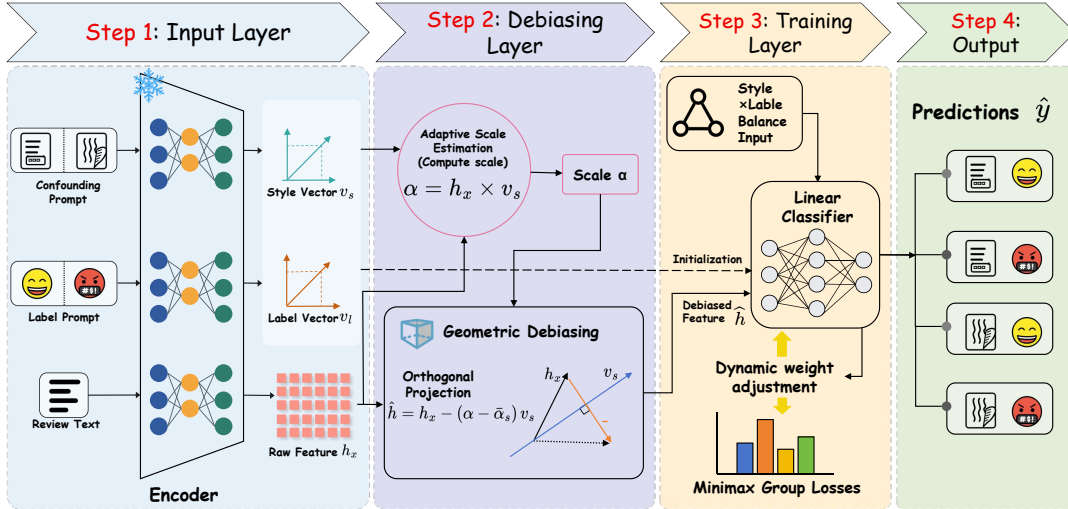 Step 1: Input Layer
Step 2: Debiasing
Layer
Step 3: Training
Layer
Step 4:
Output
Confounding
Prompt
Label Prompt
Review Text
Encoder
Style Vector v_s
Label Vector v_l
Raw Feature h_x
Adaptive Scale
Estimation
(Compute scale)
α = h_x × v_s
Scale α
Geometric Debiasing
Orthogonal
Projection
ĥ = h_x − (α − ᾱ_s) v_s
h_x
v_s
-
Style
×Lable
Balance
Input
Linear
Classifier
Initialization
Debiased
Feature ĥ
Dynamic weight
adjustment
Minimax Group Losses
Predictions ŷ
#$!
#$!
#$!